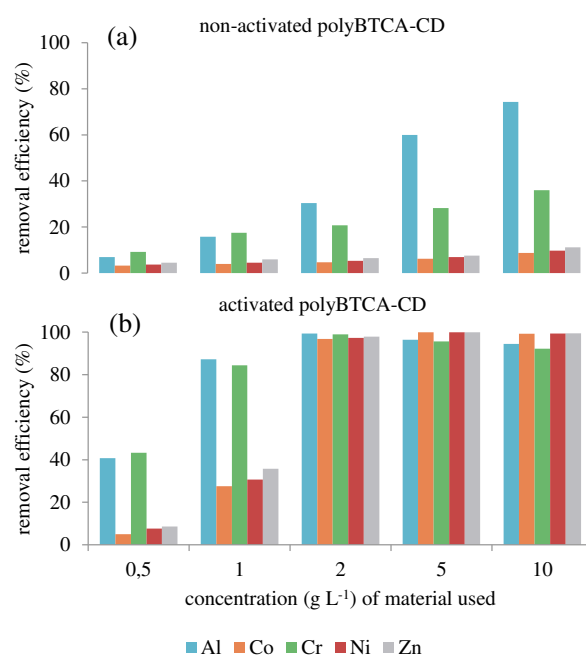 (a) non-activated polyBTCA-CD
100
80
60
40
20
0
removal efficiency (%)
activated polyBTCA-CD
(b)
100
80
60
40
20
0
removal efficiency (%)
0,5 1 2 5 10
concentration (g L⁻¹) of material used
Al Co Cr Ni Zn